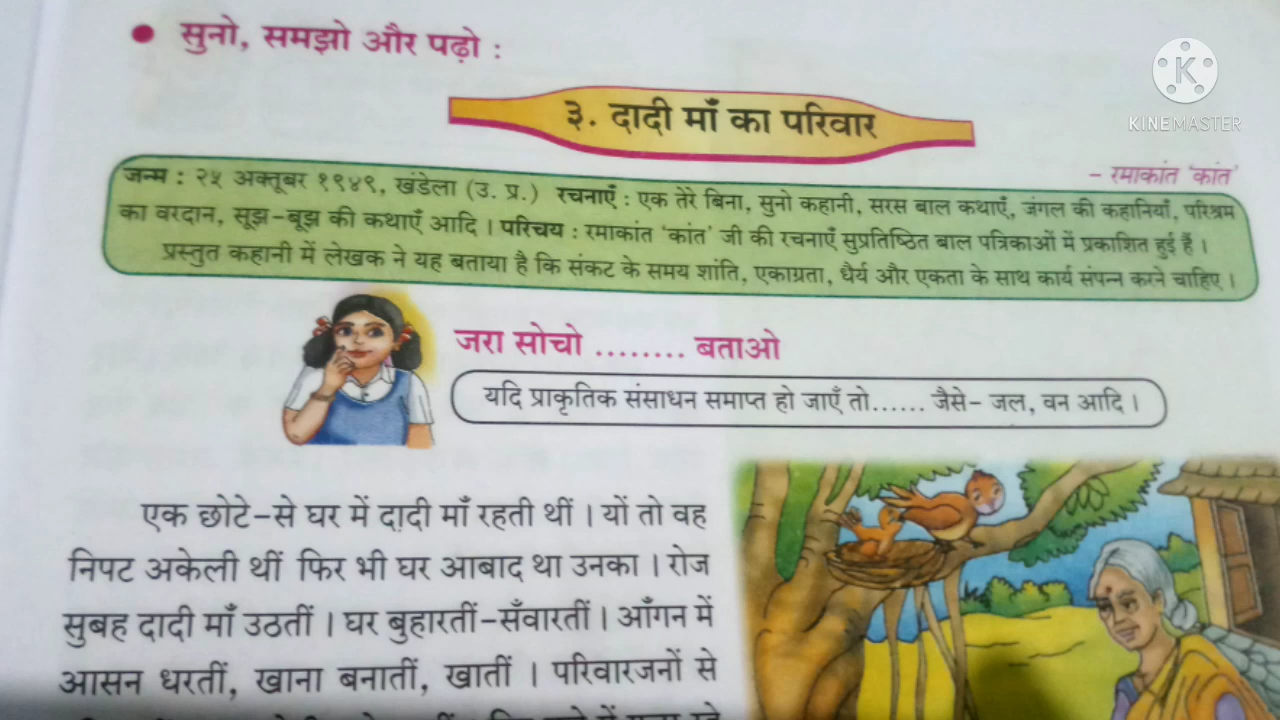 • सुनो, समझो और पढ़ो :
KINEMASTER
३. दादी माँ का परिवार
- रमाकांत ‘कांत’
जन्म : २५ अक्तूबर १९४९, खंडेला (उ. प्र.) रचनाएँ : एक तेरे बिना, सुनो कहानी, सरस बाल कथाएँ, जंगल की कहानियाँ, परिश्रम
का वरदान, सूझ-बूझ की कथाएँ आदि । परिचय : रमाकांत ‘कांत’ जी की रचनाएँ सुप्रतिष्ठित बाल पत्रिकाओं में प्रकाशित हुई हैं ।
प्रस्तुत कहानी में लेखक ने यह बताया है कि संकट के समय शांति, एकाग्रता, धैर्य और एकता के साथ कार्य संपन्न करने चाहिए ।
जरा सोचो ........ बताओ
यदि प्राकृतिक संसाधन समाप्त हो जाएँ तो...... जैसे- जल, वन आदि ।
एक छोटे-से घर में दादी माँ रहती थीं । यों तो वह
निपट अकेली थीं फिर भी घर आबाद था उनका । रोज
सुबह दादी माँ उठतीं । घर बुहारतीं-सँवारतीं । आँगन में
आसन धरतीं, खाना बनातीं, खातीं । परिवारजनों से